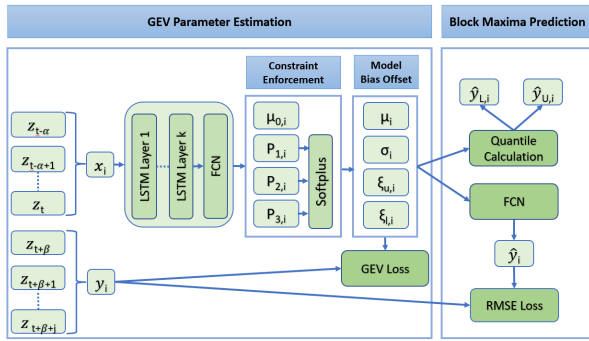 GEV Parameter Estimation
Block Maxima Prediction
Constraint
Enforcement
Model
Bias Offset
z_{t-α}
z_{t-α+1}
z_t
x_i
LSTM Layer 1
LSTM Layer k
FCN
μ_{0,i}
P_{1,i}
P_{2,i}
P_{3,i}
Softplus
μ_i
σ_i
ξ_{u,i}
ξ_{l,i}
ŷ_{L,i}
ŷ_{U,i}
Quantile
Calculation
FCN
ŷ_i
z_{t+β}
z_{t+β+1}
z_{t+β+j}
y_i
GEV Loss
RMSE Loss